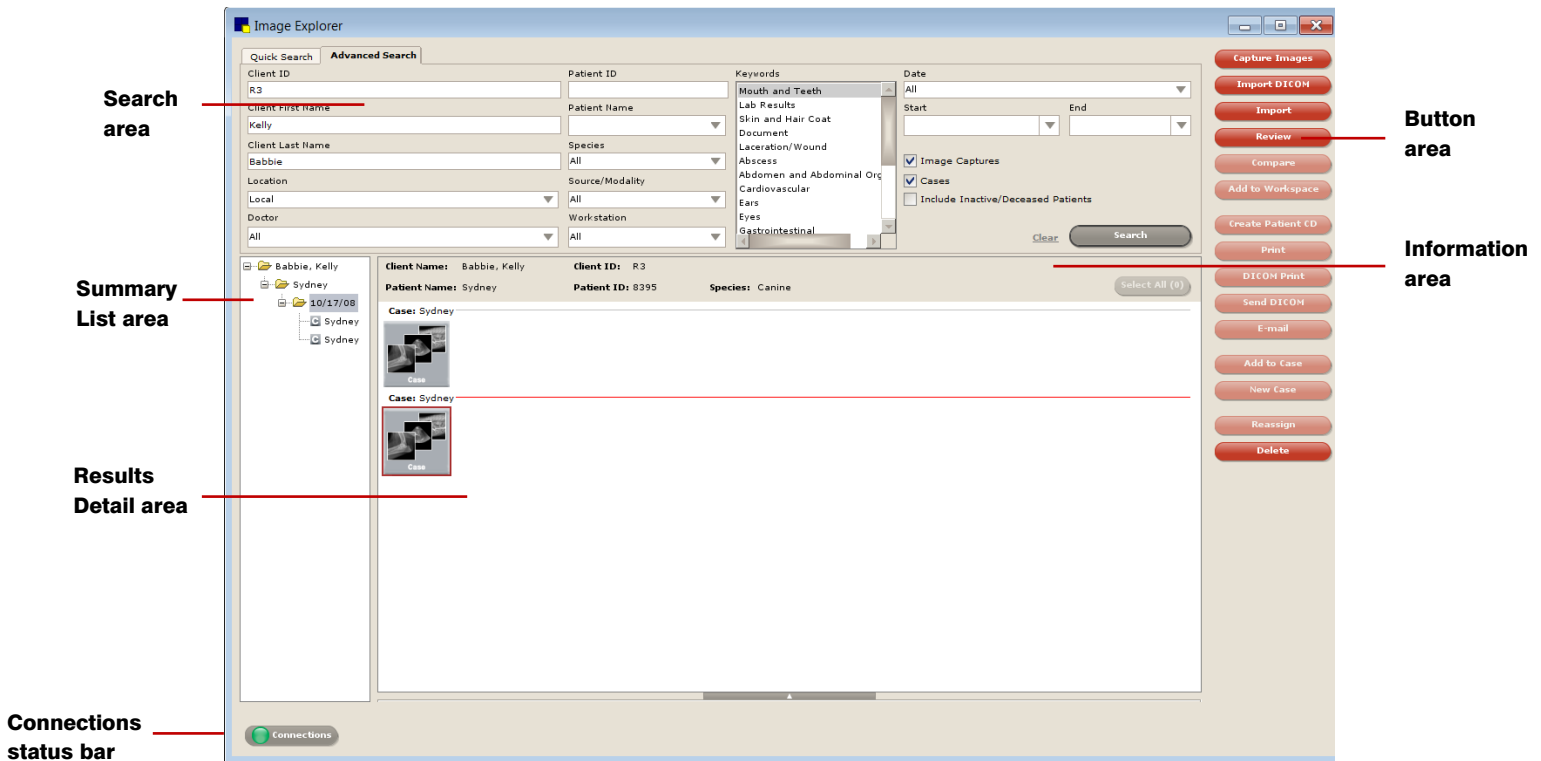 Image Explorer
Quick Search
Advanced Search
Client ID
R3
Client First Name
Kelly
Client Last Name
Babbie
Location
Local
Doctor
All
Patient ID
Patient Name
Species
All
Source/Modality
All
Workstation
All
Keywords
Mouth and Teeth
Lab Results
Skin and Hair Coat
Document
Laceration/Wound
Abscess
Abdomen and Abdominal Org
Cardiovascular
Ears
Eyes
Gastrointestinal
Date
All
Start
End
Image Captures
Cases
Include Inactive/Deceased Patients
Clear
Search
Capture Images
Import DICOM
Import
Review
Compare
Add to Workspace
Create Patient CD
Print
DICOM Print
Send DICOM
E-mail
Add to Case
New Case
Reassign
Delete
Babbie, Kelly
Sydney
10/17/08
C Sydney
C Sydney
Client Name: Babbie, Kelly Client ID: R3
Patient Name: Sydney Patient ID: 8395 Species: Canine
Select All (0)
Case: Sydney
Case
Case: Sydney
Case
Connections
Search
area
Summary
List area
Results
Detail area
Connections
status bar
Button
area
Information
area